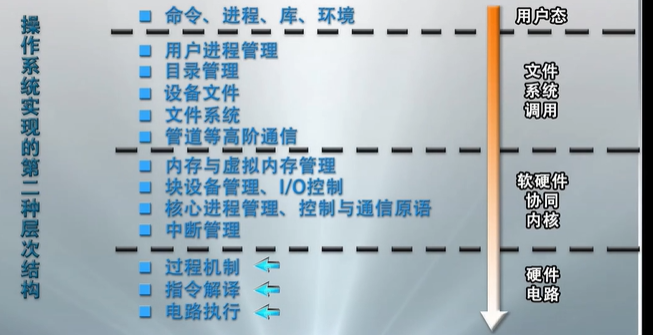 操作系统实现的第二种层次结构
命令、进程、库、环境
用户态
用户进程管理
目录管理
设备文件
文件系统
管道等高阶通信
文件
系统
调用
内存与虚拟内存管理
块设备管理、I/O控制
核心进程管理、控制与通信原语
中断管理
软硬件
协同
内核
过程机制
指令解译
电路执行
硬件
电路